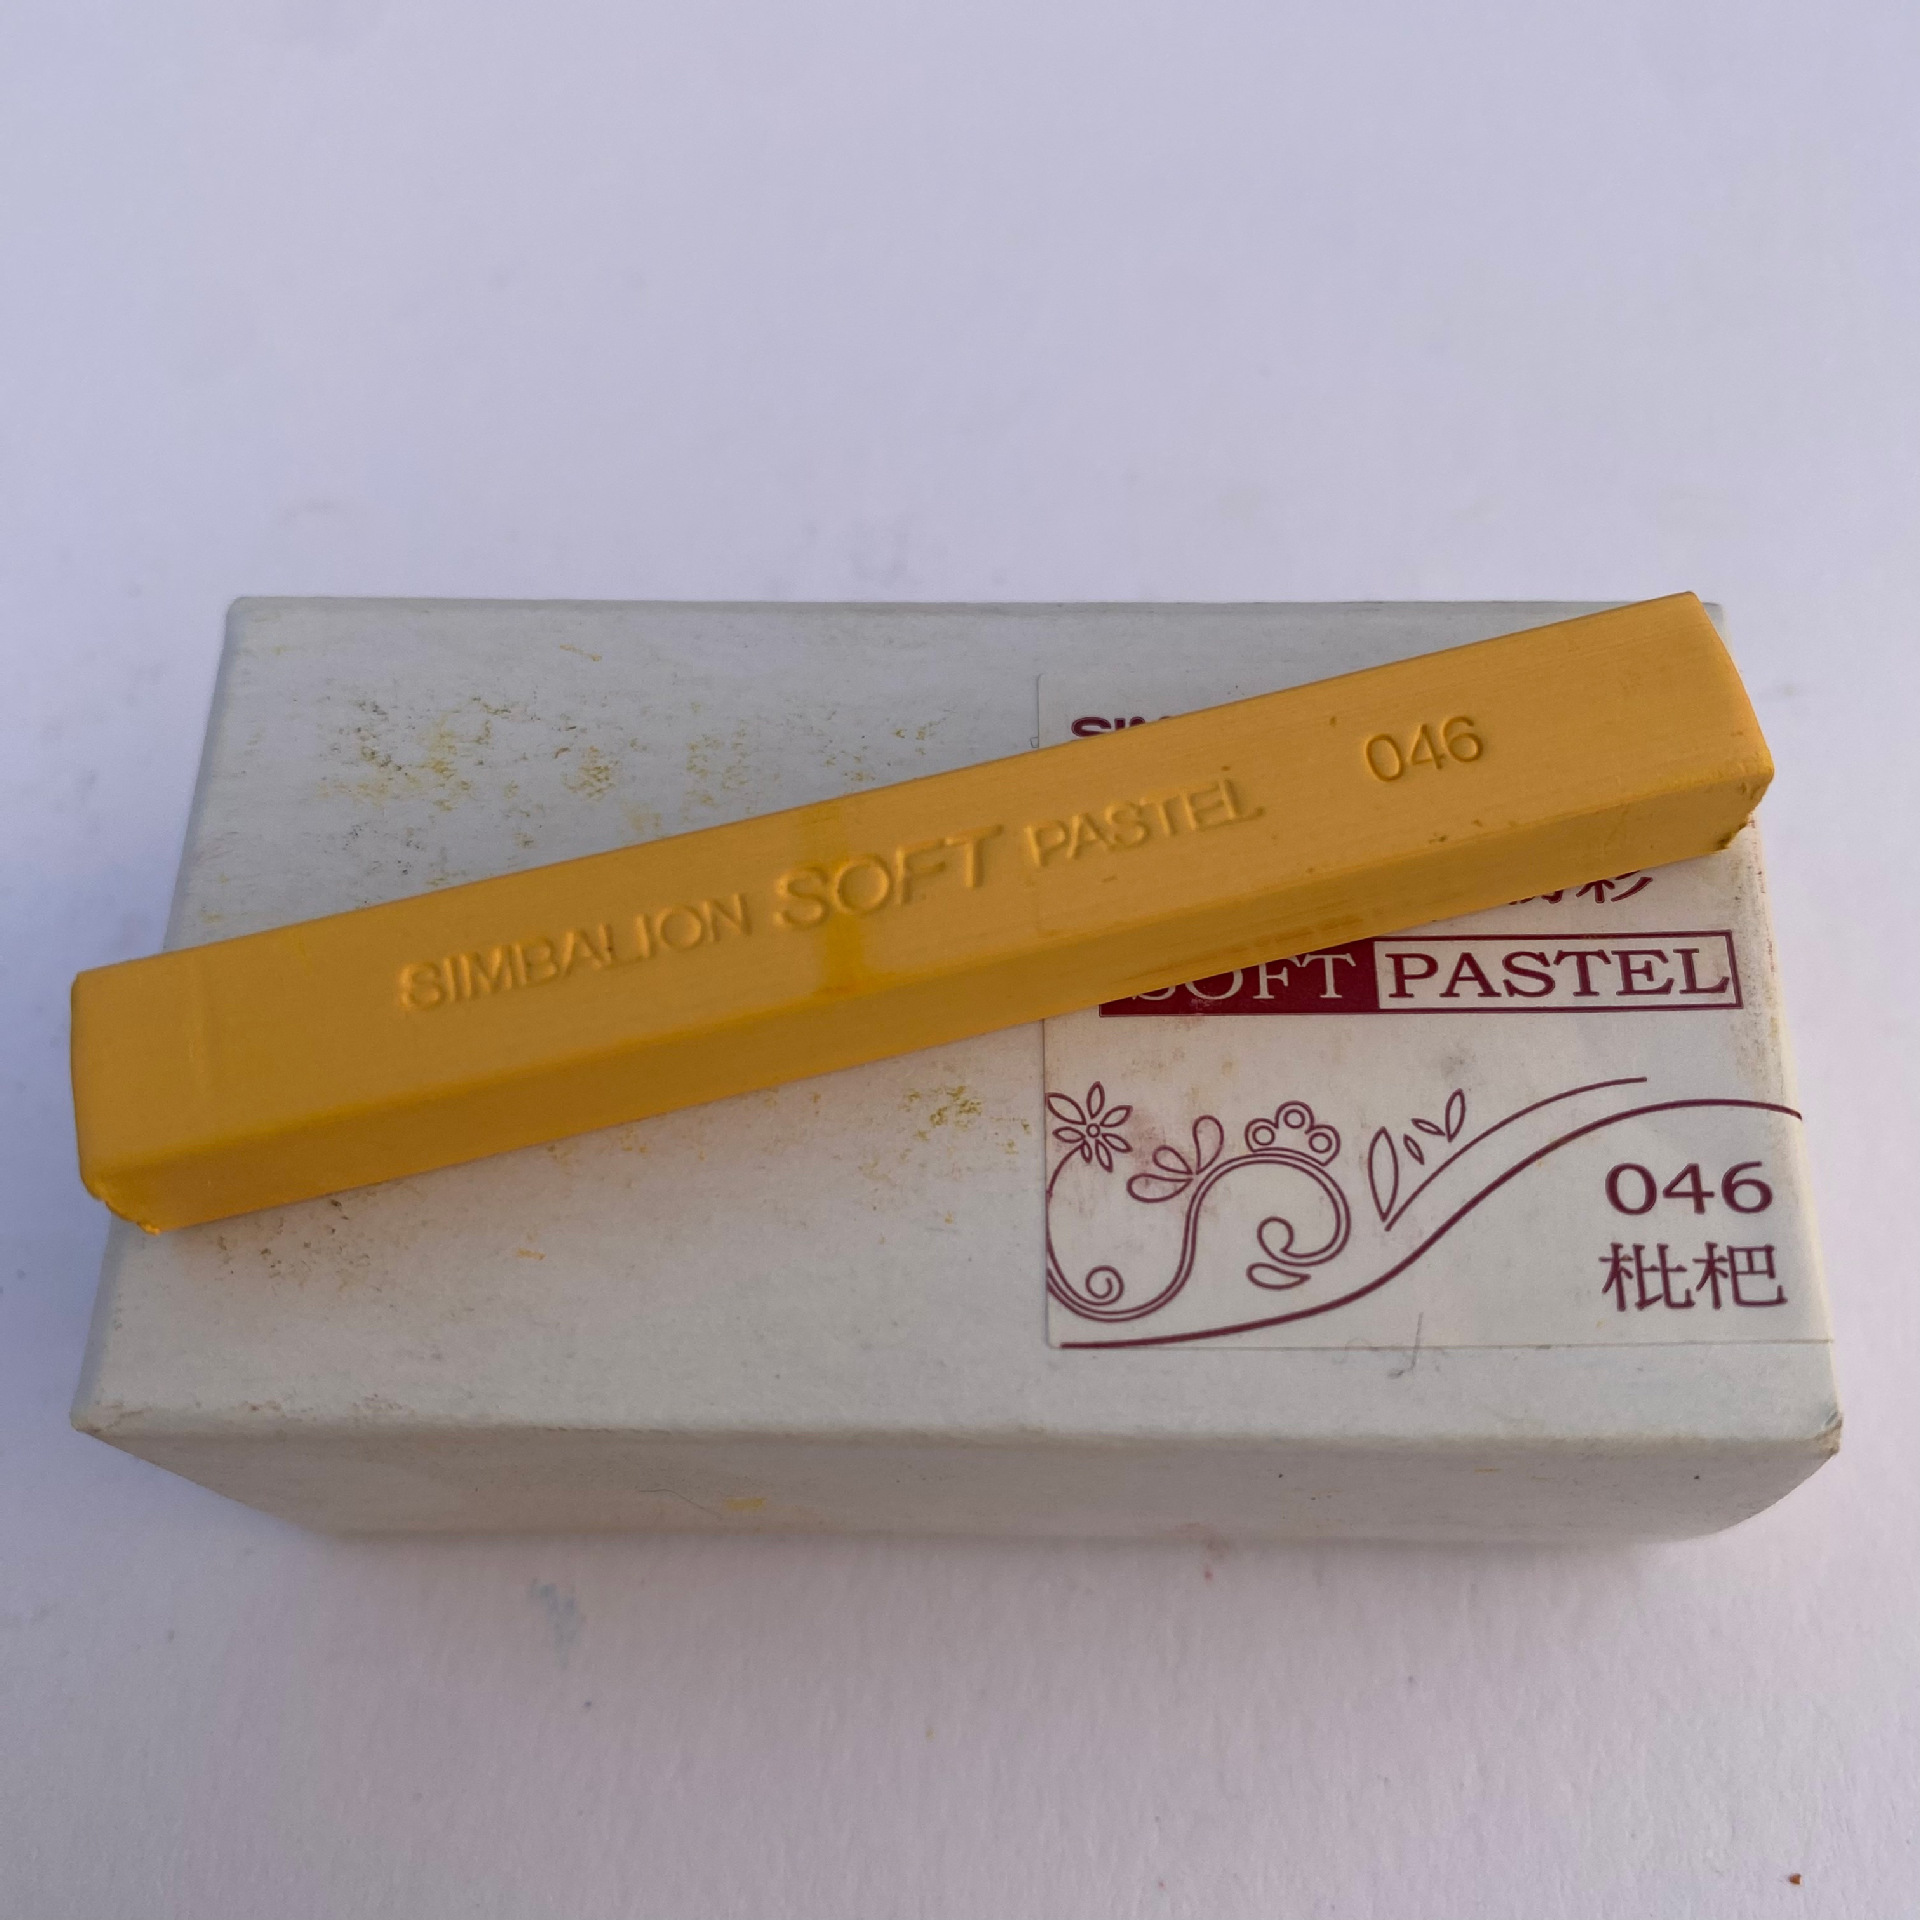 SIMBALION SOFT PASTEL 046
SOFT PASTEL
046
枇杷